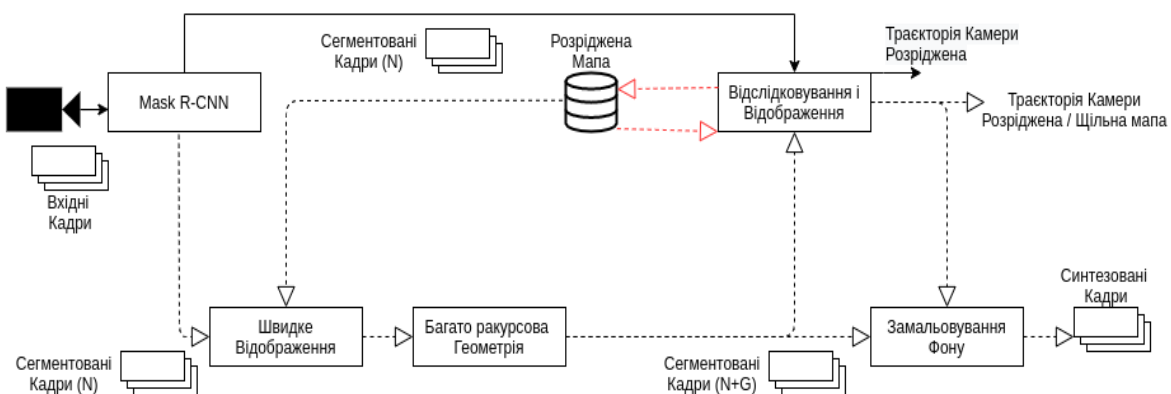 Сегментовані
Кадри (N)
Розріджена
Мапа
Траєкторія Камери
Розріджена
Mask R-CNN
Відслідковування і
Відображення
Траєкторія Камери
Розріджена / Щільна мапа
Вхідні
Кадри
Синтезовані
Кадри
Швидке
Відображення
Багато ракурсова
Геометрія
Замальовування
Фону
Сегментовані
Кадри (N)
Сегментовані
Кадри (N+G)